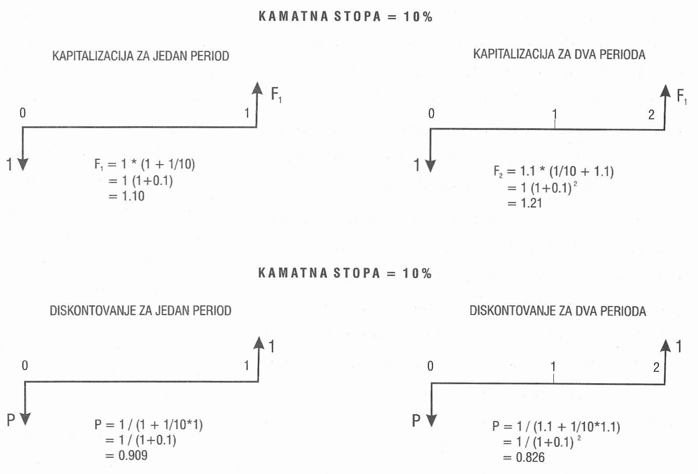 KAMATNA STOPA = 10%
KAPITALIZACIJA ZA JEDAN PERIOD
F₁
0
1
1
F₁ = 1 * (1 + 1/10)
= 1 (1+0.1)
= 1.10
KAPITALIZACIJA ZA DVA PERIODA
F₁
0
1
2
1
F₂ = 1.1 * (1/10 + 1.1)
= 1 (1+0.1)²
= 1.21
KAMATNA STOPA = 10%
DISKONTOVANJE ZA JEDAN PERIOD
1
0
1
P
P = 1 / (1 + 1/10*1)
= 1 / (1+0.1)
= 0.909
DISKONTOVANJE ZA DVA PERIODA
1
0
1
2
P
P = 1 / (1.1 + 1/10*1.1)
= 1 / (1+0.1)²
= 0.826